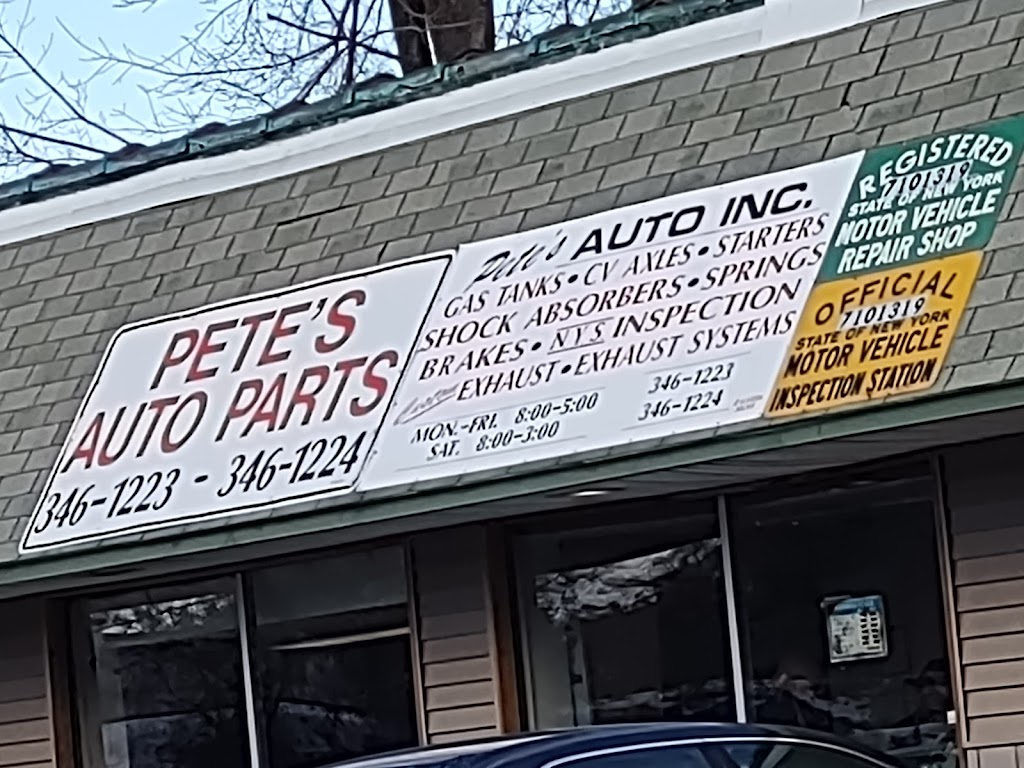 PETE'S
AUTO PARTS
346-1223 - 346-1224
Pete's AUTO INC.
GAS TANKS • CV AXLES • STARTERS
SHOCK ABSORBERS • SPRINGS
BRAKES • NYS INSPECTION
Custom EXHAUST • EXHAUST SYSTEMS
MON.-FRI. 8:00-5:00
SAT. 8:00-3:00
346-1223
346-1224
REGISTERED
7101319
STATE OF NEW YORK
MOTOR VEHICLE
REPAIR SHOP
OFFICIAL
7101319
STATE OF NEW YORK
MOTOR VEHICLE
INSPECTION STATION